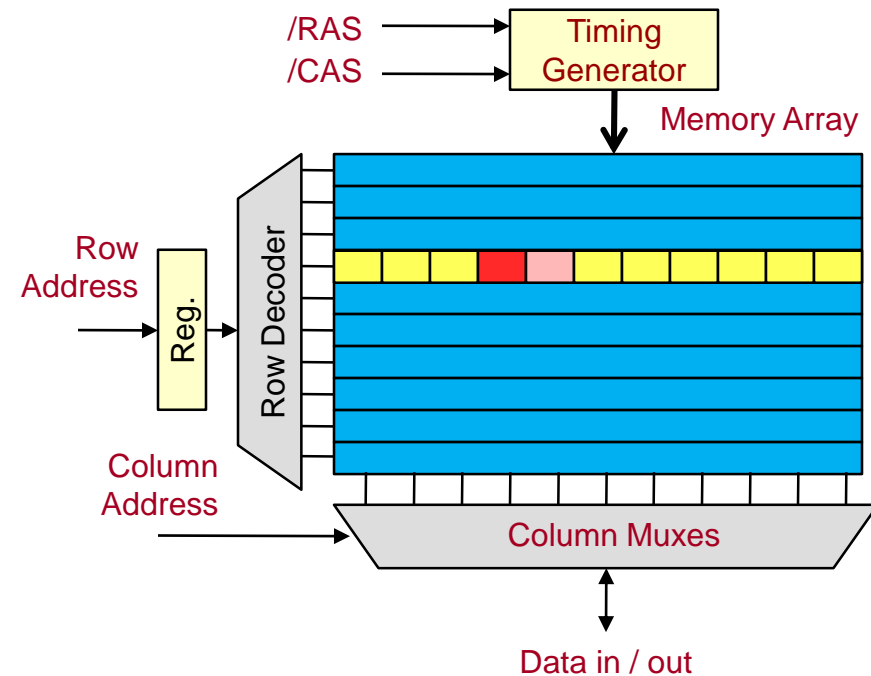 /RAS
/CAS
Timing
Generator
Memory Array
Row
Address
Reg.
Row Decoder
Column
Address
Column Muxes
Data in / out